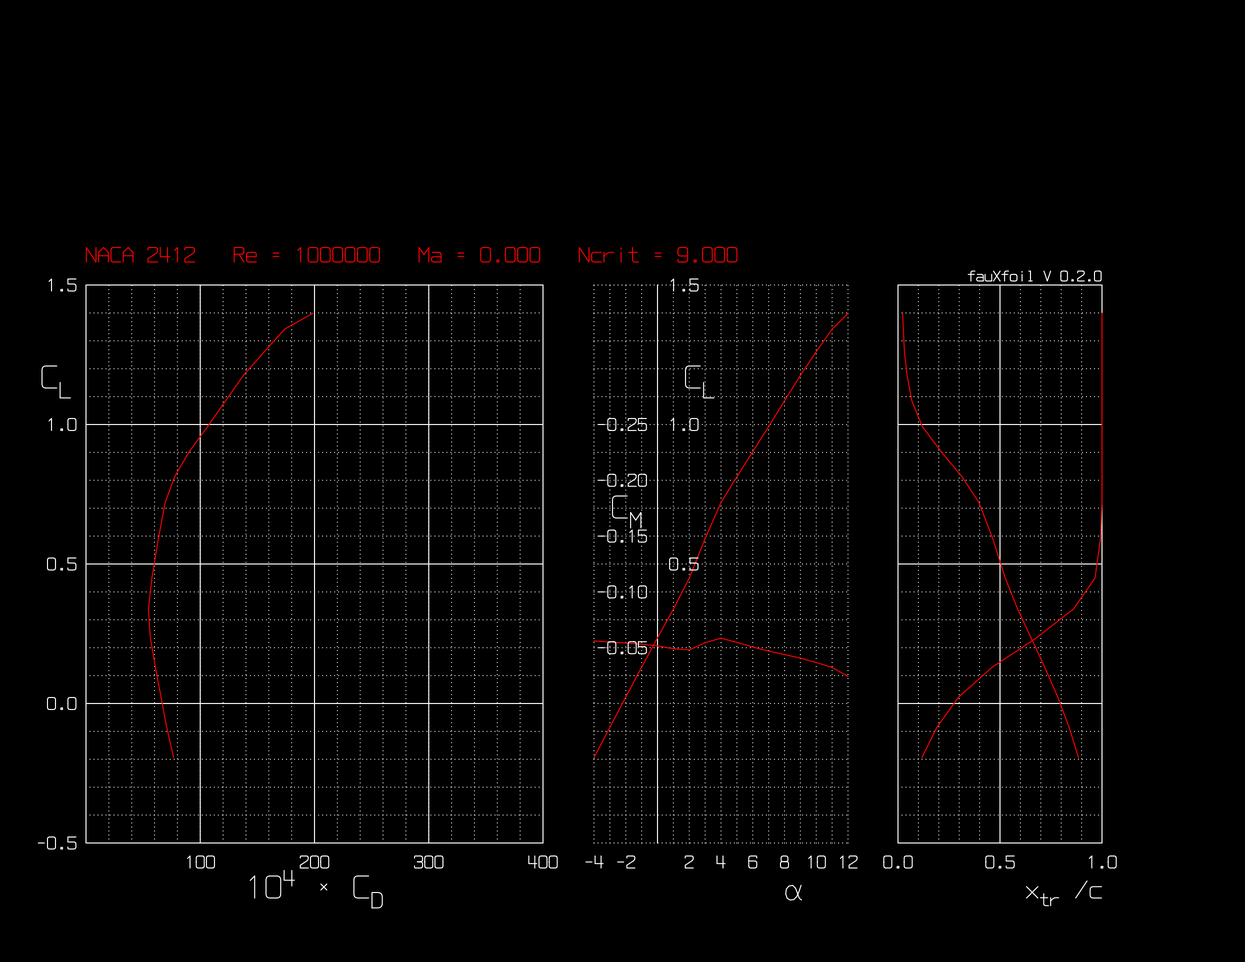 NACA 2412 Re = 1000000 Ma = 0.000 Ncrit = 9.000
fauXfoil V 0.2.0
1.5 1.5
C_L C_L
1.0 -0.25 1.0
-0.20
C_M
-0.15
0.5 0.5
-0.10
-0.05
0.0
-0.5
100 200 300 400 -4 -2 2 4 6 8 10 12 0.0 0.5 1.0
10^4 × C_D α x_tr /c